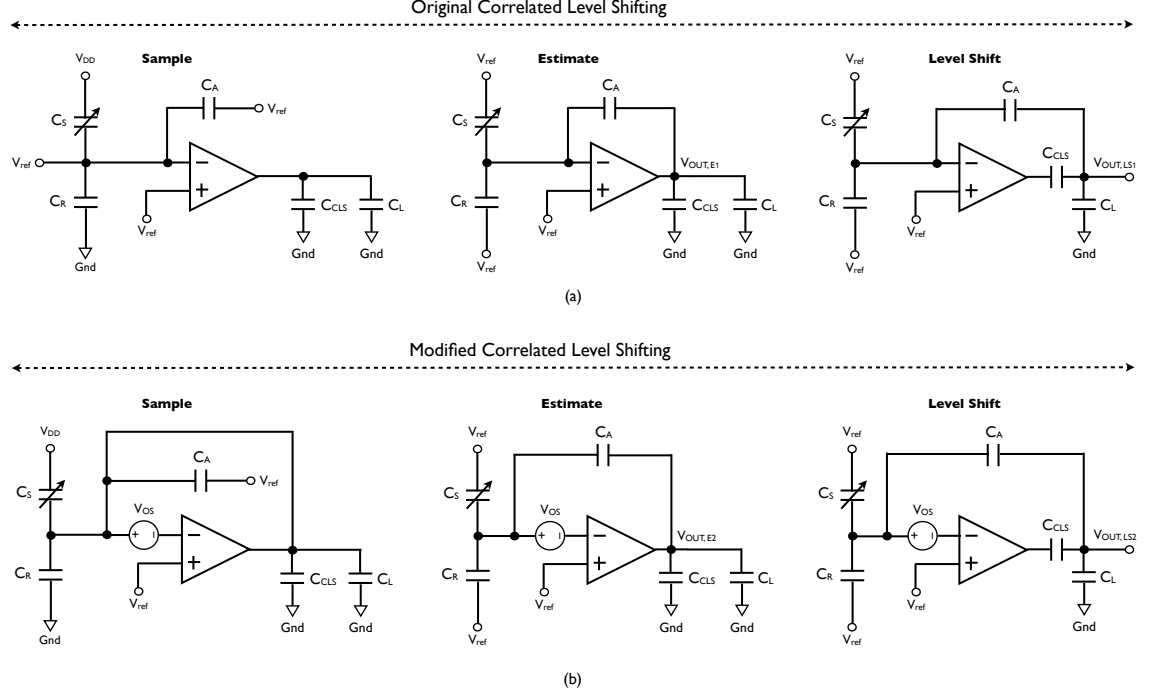 Original Correlated Level Shifting
Sample
Estimate
Level Shift
VDD
CS
CA
Vref
Vref
CR
Vref
CCLS
CL
Gnd
Gnd
Gnd
Vref
CS
CA
VOUT, E1
CR
Vref
CCLS
CL
Vref
Gnd
Gnd
Vref
CS
CA
CCLS
VOUT, LS1
CR
Vref
CL
Vref
Gnd
(a)
Modified Correlated Level Shifting
Sample
Estimate
Level Shift
VDD
CS
CA
Vref
VOS
+ I
CR
Vref
CCLS
CL
Gnd
Gnd
Gnd
Vref
CS
CA
VOS
+ I
VOUT, E2
CR
Vref
CCLS
CL
Vref
Gnd
Gnd
Vref
CS
CA
VOS
+ I
CCLS
VOUT, LS2
CR
Vref
CL
Vref
Gnd
(b)